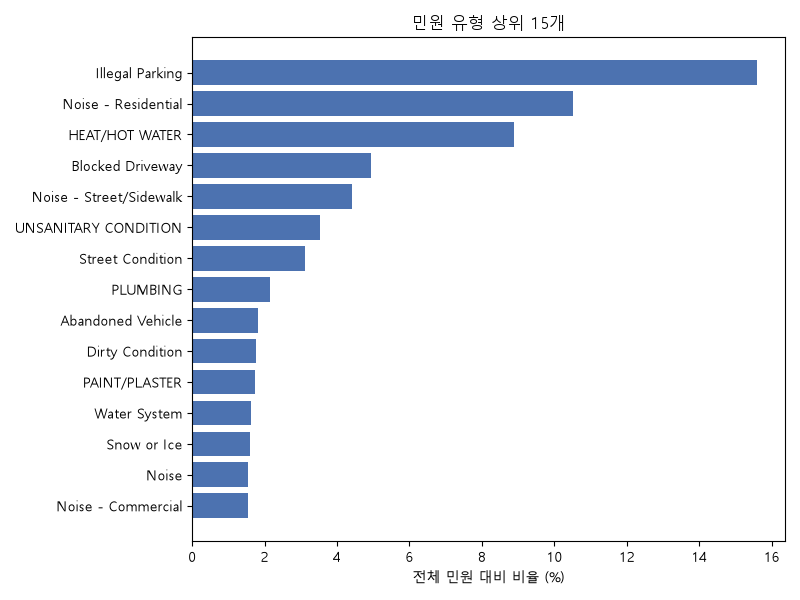 민원 유형 상위 15개
Illegal Parking
Noise - Residential
HEAT/HOT WATER
Blocked Driveway
Noise - Street/Sidewalk
UNSANITARY CONDITION
Street Condition
PLUMBING
Abandoned Vehicle
Dirty Condition
PAINT/PLASTER
Water System
Snow or Ice
Noise
Noise - Commercial
0 2 4 6 8 10 12 14 16
전체 민원 대비 비율 (%)